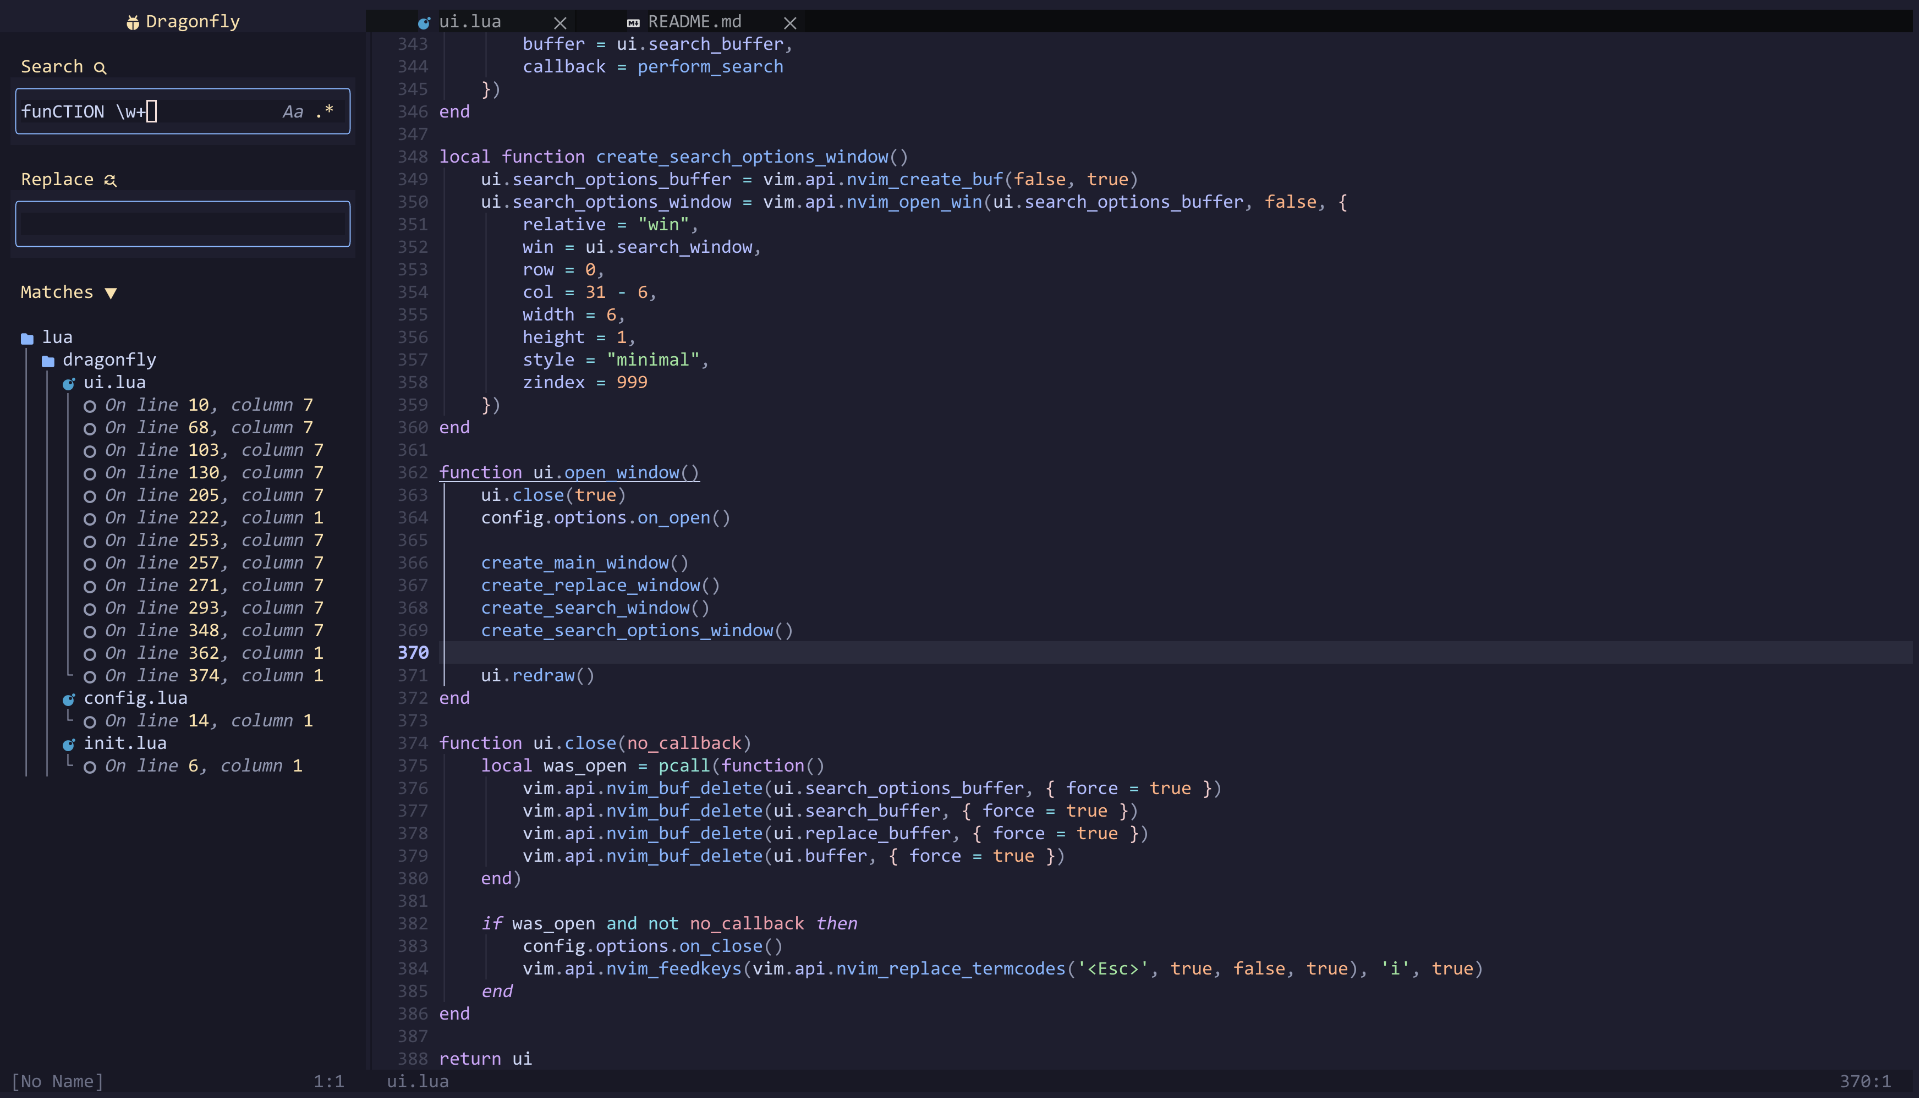 Dragonfly
Search
funCTION \w+ Aa .*
Replace
Matches ▼
lua
dragonfly
ui.lua
On line 10, column 7
On line 68, column 7
On line 103, column 7
On line 130, column 7
On line 205, column 7
On line 222, column 1
On line 253, column 7
On line 257, column 7
On line 271, column 7
On line 293, column 7
On line 348, column 7
On line 362, column 1
On line 374, column 1
config.lua
On line 14, column 1
init.lua
On line 6, column 1
[No Name] 1:1
ui.lua README.md
343 buffer = ui.search_buffer,
344 callback = perform_search
345 })
346 end
347
348 local function create_search_options_window()
349 ui.search_options_buffer = vim.api.nvim_create_buf(false, true)
350 ui.search_options_window = vim.api.nvim_open_win(ui.search_options_buffer, false, {
351 relative = "win",
352 win = ui.search_window,
353 row = 0,
354 col = 31 - 6,
355 width = 6,
356 height = 1,
357 style = "minimal",
358 zindex = 999
359 })
360 end
361
362 function ui.open_window()
363 ui.close(true)
364 config.options.on_open()
365
366 create_main_window()
367 create_replace_window()
368 create_search_window()
369 create_search_options_window()
370
371 ui.redraw()
372 end
373
374 function ui.close(no_callback)
375 local was_open = pcall(function()
376 vim.api.nvim_buf_delete(ui.search_options_buffer, { force = true })
377 vim.api.nvim_buf_delete(ui.search_buffer, { force = true })
378 vim.api.nvim_buf_delete(ui.replace_buffer, { force = true })
379 vim.api.nvim_buf_delete(ui.buffer, { force = true })
380 end)
381
382 if was_open and not no_callback then
383 config.options.on_close()
384 vim.api.nvim_feedkeys(vim.api.nvim_replace_termcodes('<Esc>', true, false, true), 'i', true)
385 end
386 end
387
388 return ui
ui.lua 370:1